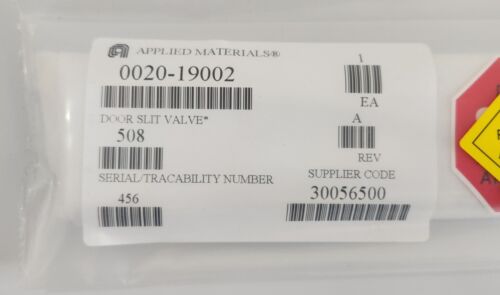 APPLIED MATERIALS®
0020-19002
1
EA
DOOR SLIT VALVE*
A
508
REV
SERIAL/TRACABILITY NUMBER
SUPPLIER CODE
456
30056500